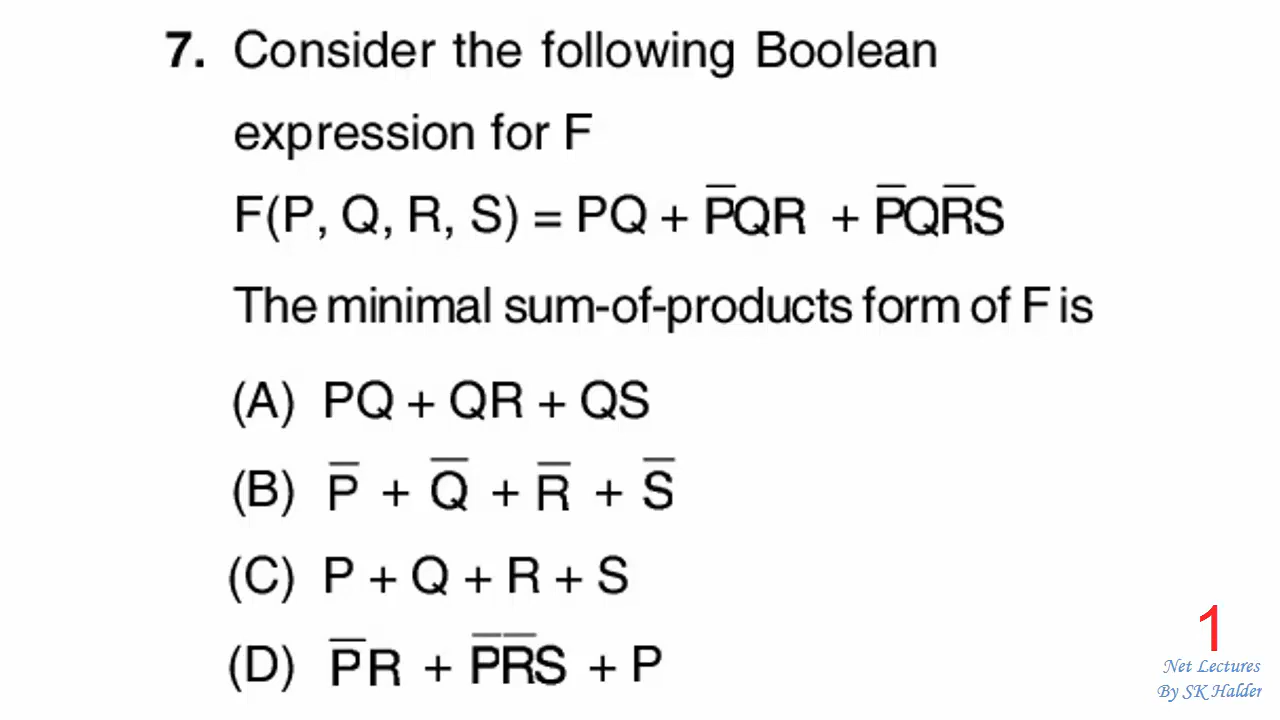 7. Consider the following Boolean
expression for F
F(P, Q, R, S) = PQ + P̅QR + P̅QR̅S
The minimal sum-of-products form of F is
(A) PQ + QR + QS
(B) P̅ + Q̅ + R̅ + S̅
(C) P + Q + R + S
(D) P̅R + P̅R̅S + P
1
Net Lectures
By SK Halder